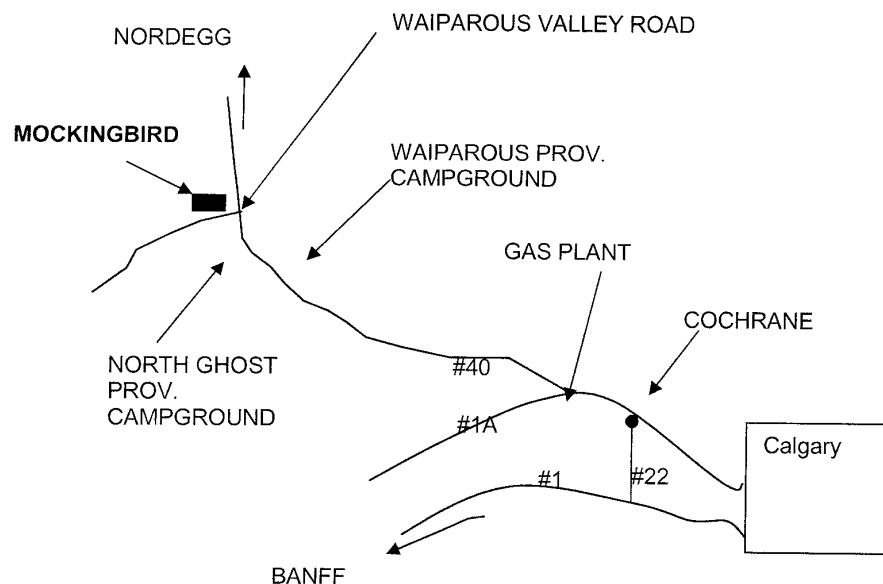 WAIPAROUS VALLEY ROAD
NORDEGG
MOCKINGBIRD
WAIPAROUS PROV.
CAMPGROUND
GAS PLANT
COCHRANE
NORTH GHOST
PROV.
CAMPGROUND
#40
#1A
Calgary
#1
#22
BANFF